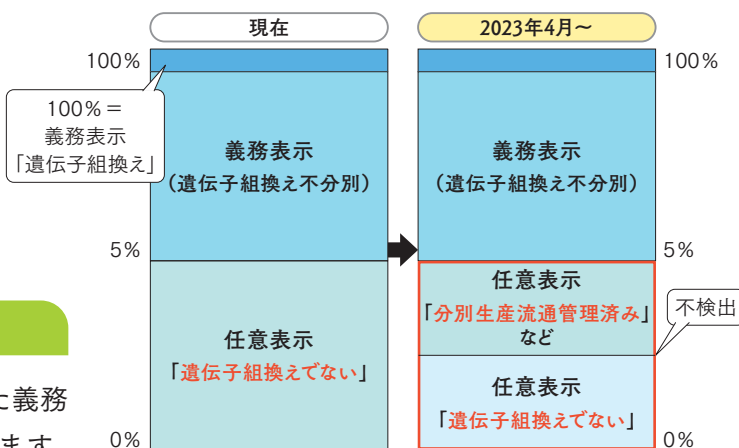 現在
2023年4月～
100%
100%
100%＝
義務表示
「遺伝子組換え」
義務表示
（遺伝子組換え不分別）
義務表示
（遺伝子組換え不分別）
5%
5%
任意表示
「遺伝子組換えでない」
任意表示
「分別生産流通管理済み」
など
不検出
任意表示
「遺伝子組換えでない」
0%
0%
た義務
ます